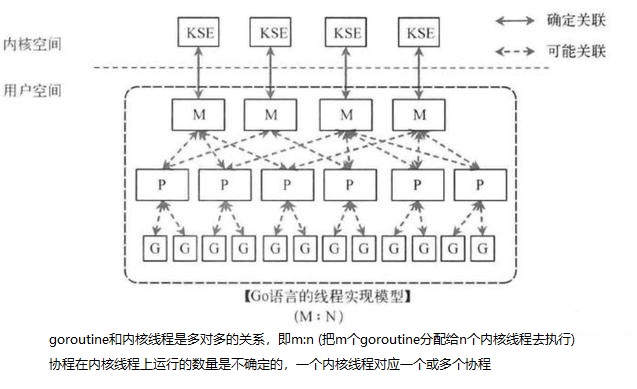 KSE KSE KSE KSE
确定关联
内核空间
可能关联
用户空间
M M M M
P P P P P P
G G G G G G G G G G G G
【Go语言的线程实现模型】
(M:N)
goroutine和内核线程是多对多的关系，即m:n (把m个goroutine分配给n个内核线程去执行)
协程在内核线程上运行的数量是不确定的，一个内核线程对应一个或多个协程